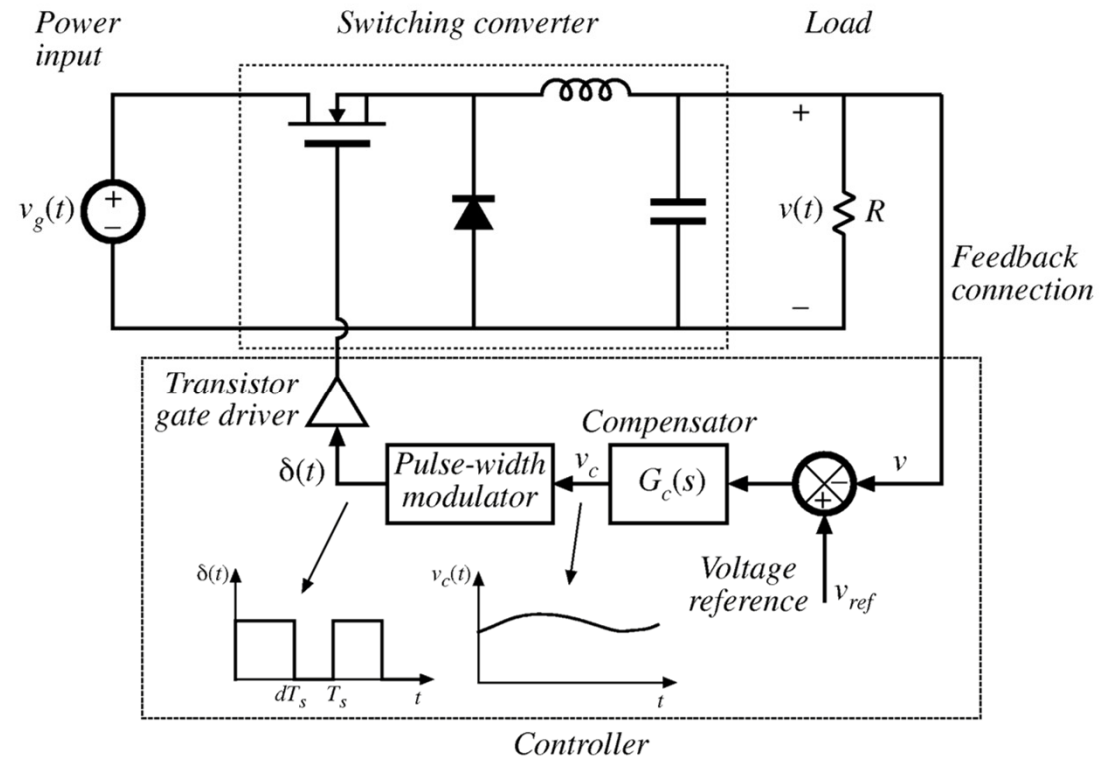 Power
input
Switching converter
Load
+
−
v_g(t)
+
−
v(t)
R
Feedback
connection
Transistor
gate driver
δ(t)
Pulse-width
modulator
v_c
Compensator
G_c(s)
−
+
v
Voltage
reference
v_ref
δ(t)
dT_s
T_s
t
v_c(t)
t
Controller